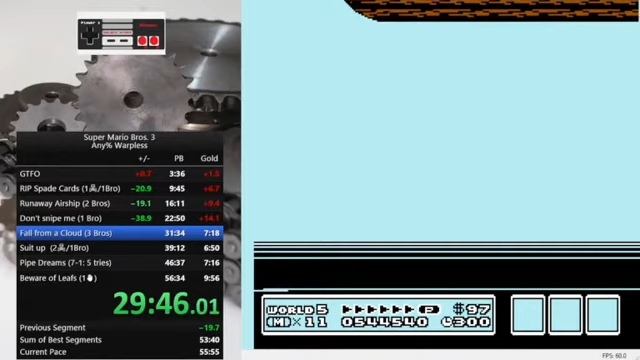 Super Mario Bros. 3
Any% Warpless
+/- PB Gold
GTFO +0.7 3:36 +1.5
RIP Spade Cards (1 /1Bro) −20.9 9:45 +6.7
Runaway Airship (2 Bros) −19.1 16:11 +9.4
Don't snipe me (1 Bro) −38.9 22:50 +14.1
Fall from a Cloud (3 Bros) 31:34 7:18
Suit up (2 /1Bro) 39:12 6:50
Pipe Dreams (7-1: 5 tries) 46:37 7:16
Beware of Leafs (1 ) 56:34 9:56
29:46.01
Previous Segment −19.7
Sum of Best Segments 53:40
Current Pace 55:55
WORLD 5 P $97
M × 11 0544540 300
FPS: 60.0